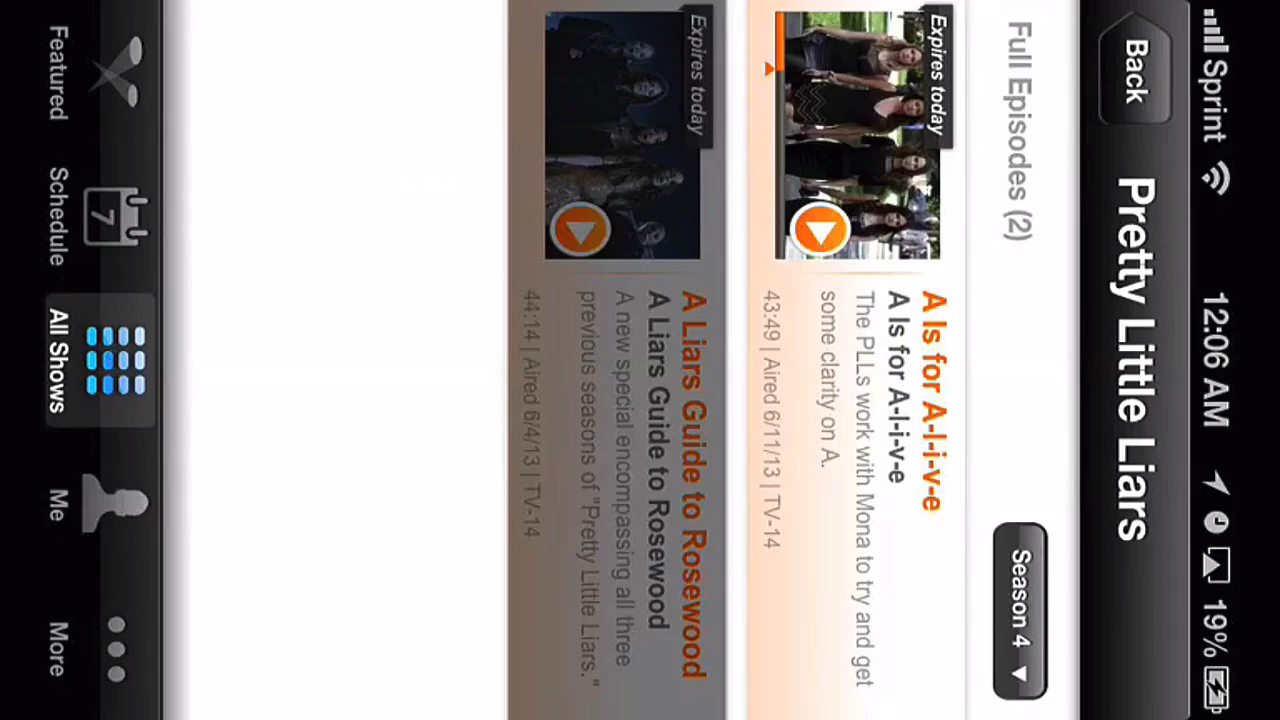 Sprint 12:06 AM 19%
Back Pretty Little Liars
Full Episodes (2) Season 4
Expires today
A Is for A-l-i-v-e
A Is for A-l-i-v-e
The PLLs work with Mona to try and get
some clarity on A.
43:49 | Aired 6/11/13 | TV-14
Expires today
A Liars Guide to Rosewood
A Liars Guide to Rosewood
A new special encompassing all three
previous seasons of "Pretty Little Liars."
44:14 | Aired 6/4/13 | TV-14
7
Featured Schedule All Shows Me More